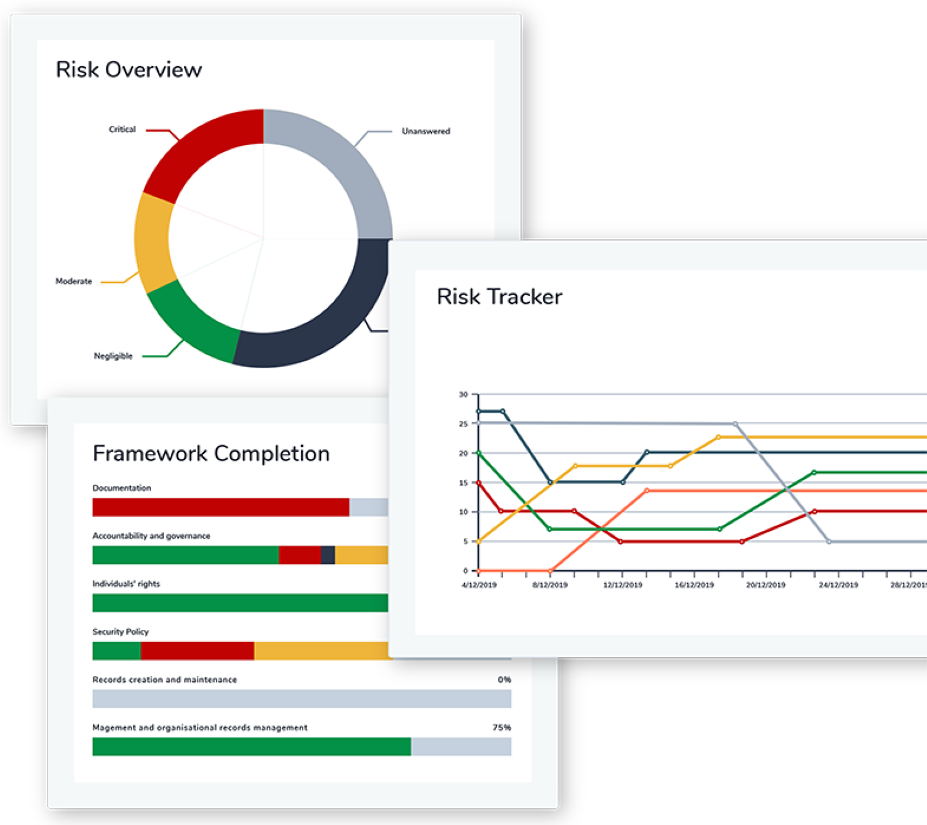 Risk Overview
Critical
Unanswered
Moderate
Negligible
Risk Tracker
30
25
20
15
10
5
0
4/12/2019 8/12/2019 12/12/2019 16/12/2019 20/12/2019 24/12/2019 28/12/2019
Framework Completion
Documentation
Accountability and governance
Individuals' rights
Security Policy
Records creation and maintenance 0%
Magement and organisational records management 75%